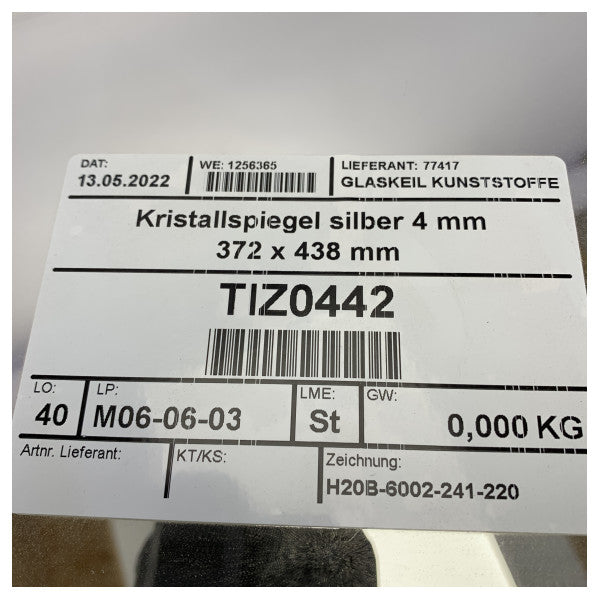 DAT: WE: 1256365 LIEFERANT: 77417
13.05.2022 GLASKEIL KUNSTSTOFFE
Kristallspiegel silber 4 mm
372 x 438 mm
TIZ0442
LO: LP: LME: GW:
40 M06-06-03 St 0,000 KG
Artnr. Lieferant: KT/KS: Zeichnung:
H20B-6002-241-220